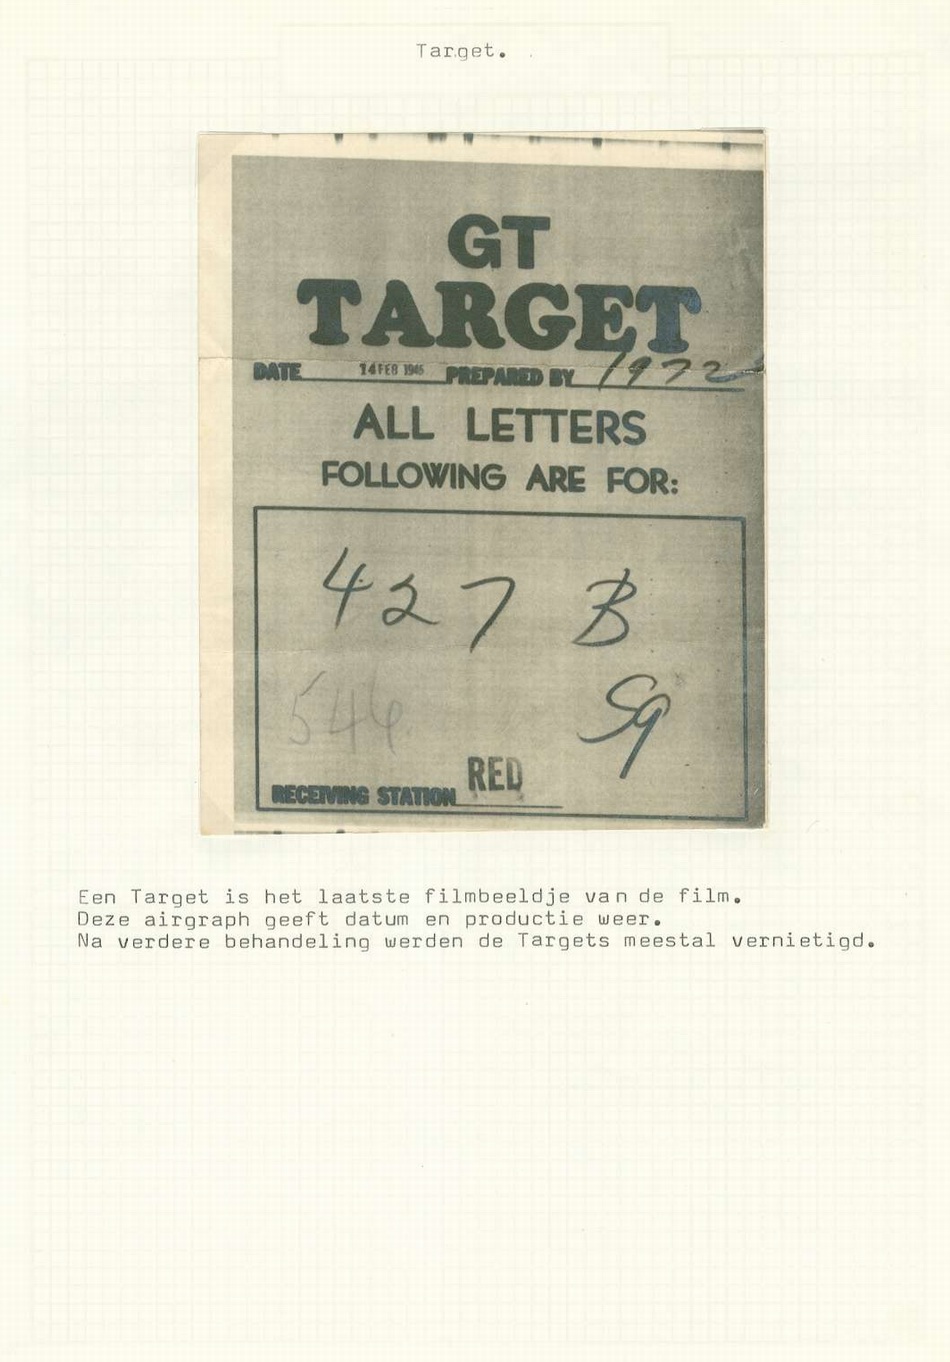 Target.
GT
TARGET
DATE 14 FEB 1945 PREPARED BY 1972
ALL LETTERS
FOLLOWING ARE FOR:
427 B
546 Sq
RED
RECEIVING STATION
Een Target is het laatste filmbeeldje van de film.
Deze airgraph geeft datum en productie weer.
Na verdere behandeling werden de Targets meestal vernietigd.